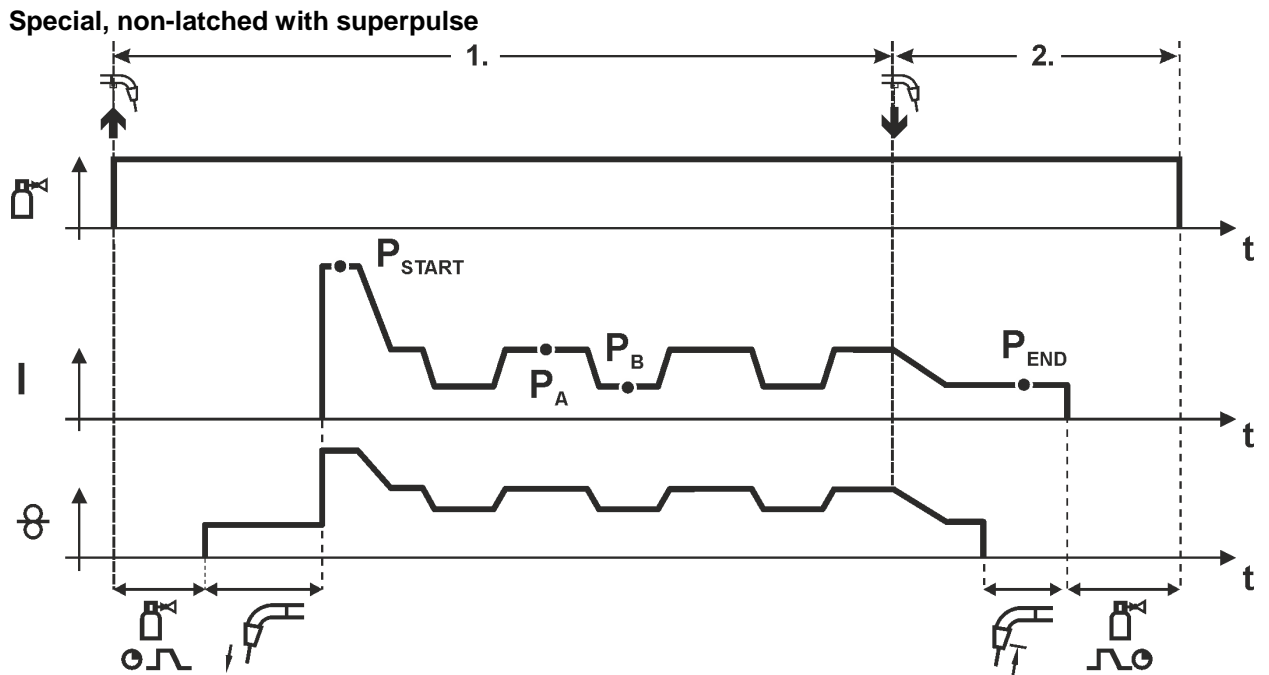 Special, non-latched with superpulse
1.
2.
t
P START
P A
P B
P END
I
t
t